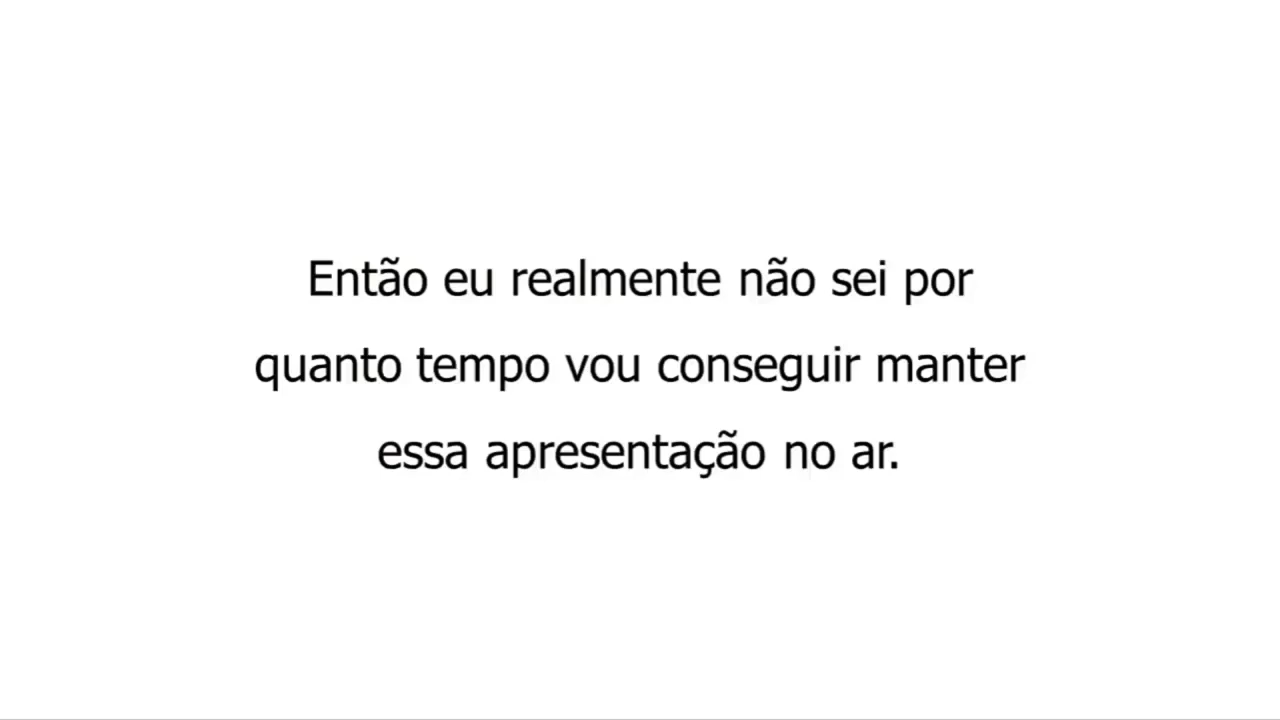 Então eu realmente não sei por
quanto tempo vou conseguir manter
essa apresentação no ar.